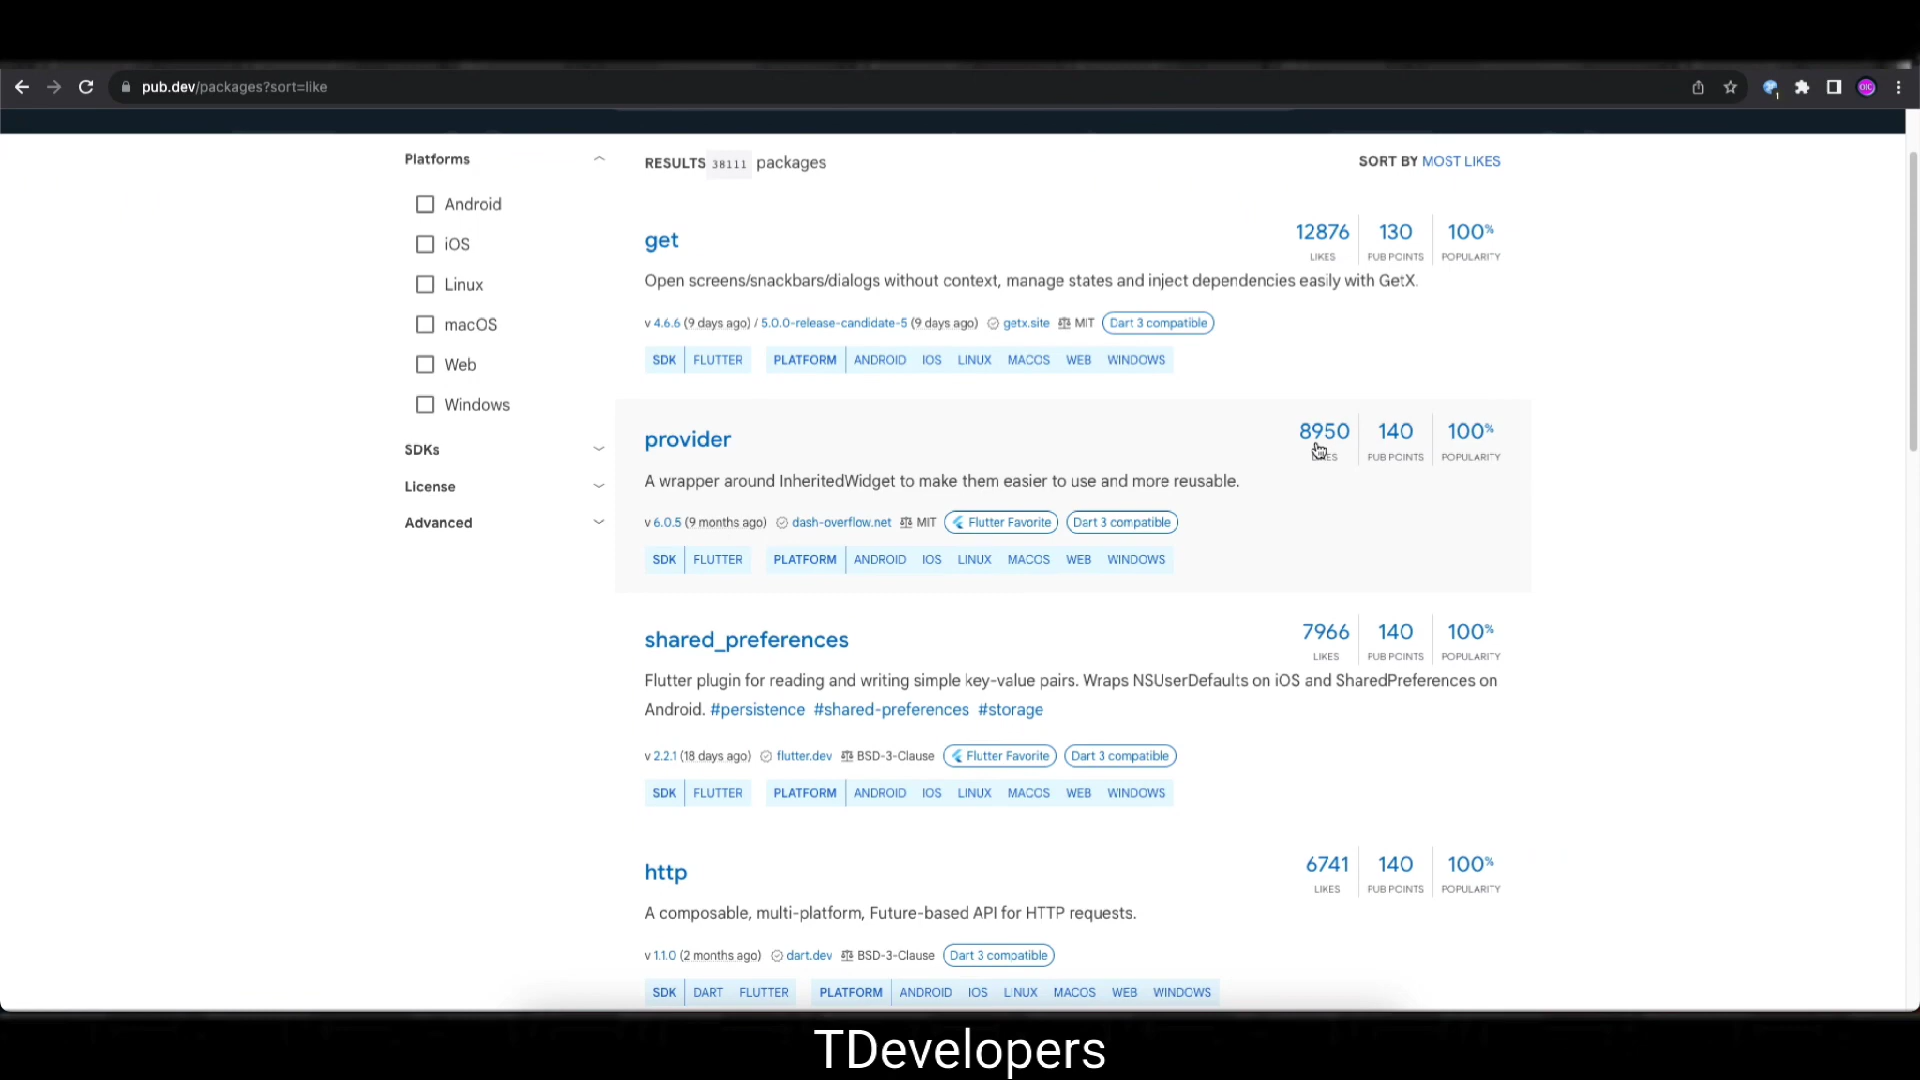 pub.dev/packages?sort=like
OIC
Platforms
Android
iOS
Linux
macOS
Web
Windows
SDKs
License
Advanced
RESULTS 38111 packages
SORT BY MOST LIKES
get
12876 130 100%
LIKES PUB POINTS POPULARITY
Open screens/snackbars/dialogs without context, manage states and inject dependencies easily with GetX.
v 4.6.6 (9 days ago) / 5.0.0-release-candidate-5 (9 days ago) getx.site MIT Dart 3 compatible
SDK FLUTTER PLATFORM ANDROID IOS LINUX MACOS WEB WINDOWS
provider
8950 140 100%
LIKES PUB POINTS POPULARITY
A wrapper around InheritedWidget to make them easier to use and more reusable.
v 6.0.5 (9 months ago) dash-overflow.net MIT Flutter Favorite Dart 3 compatible
SDK FLUTTER PLATFORM ANDROID IOS LINUX MACOS WEB WINDOWS
shared_preferences
7966 140 100%
LIKES PUB POINTS POPULARITY
Flutter plugin for reading and writing simple key-value pairs. Wraps NSUserDefaults on iOS and SharedPreferences on
Android. #persistence #shared-preferences #storage
v 2.2.1 (18 days ago) flutter.dev BSD-3-Clause Flutter Favorite Dart 3 compatible
SDK FLUTTER PLATFORM ANDROID IOS LINUX MACOS WEB WINDOWS
http
6741 140 100%
LIKES PUB POINTS POPULARITY
A composable, multi-platform, Future-based API for HTTP requests.
v 1.1.0 (2 months ago) dart.dev BSD-3-Clause Dart 3 compatible
SDK DART FLUTTER PLATFORM ANDROID IOS LINUX MACOS WEB WINDOWS
TDevelopers